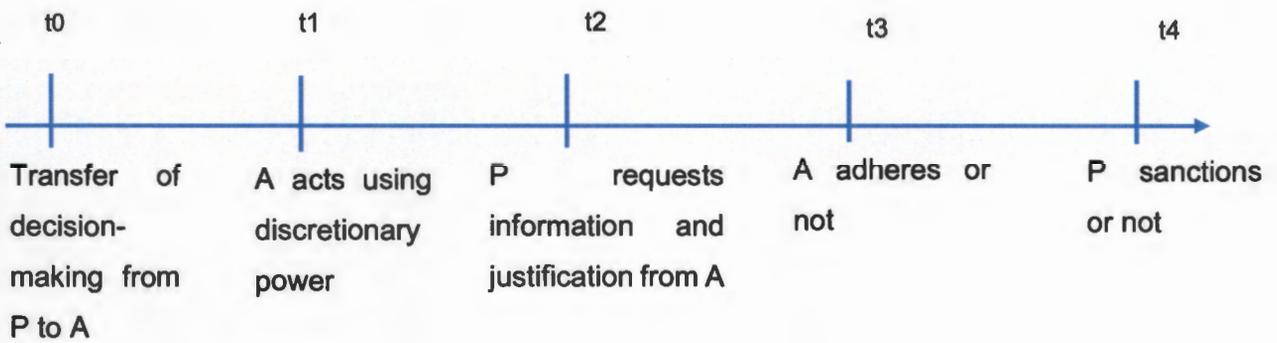 t0
t1
t2
t3
t4
Transfer of
decision-
making from
P to A
A acts using
discretionary
power
P requests
information and
justification from A
A adheres or
not
P sanctions
or not